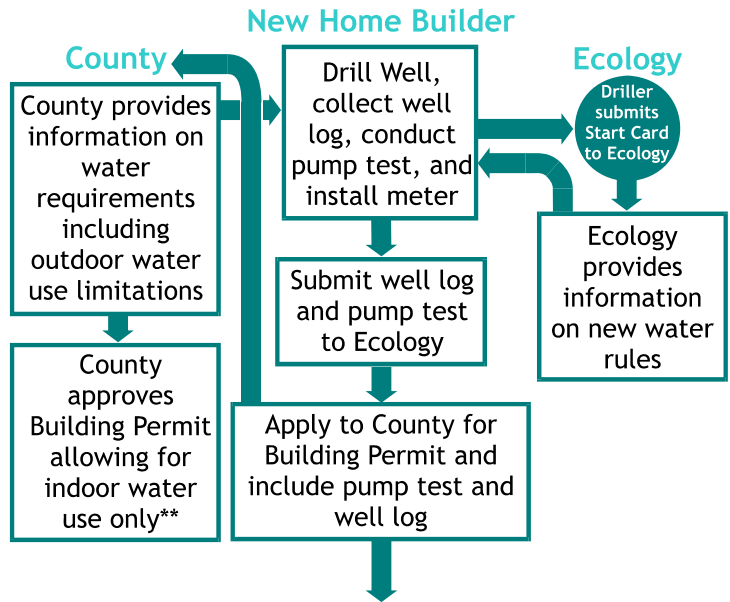 New Home Builder
County
Ecology
County provides
information on
water
requirements
including
outdoor water
use limitations
County
approves
Building Permit
allowing for
indoor water
use only**
Drill Well,
collect well
log, conduct
pump test, and
install meter
Submit well log
and pump test
to Ecology
Apply to County for
Building Permit and
include pump test and
well log
Driller
submits
Start Card
to Ecology
Ecology
provides
information
on new water
rules